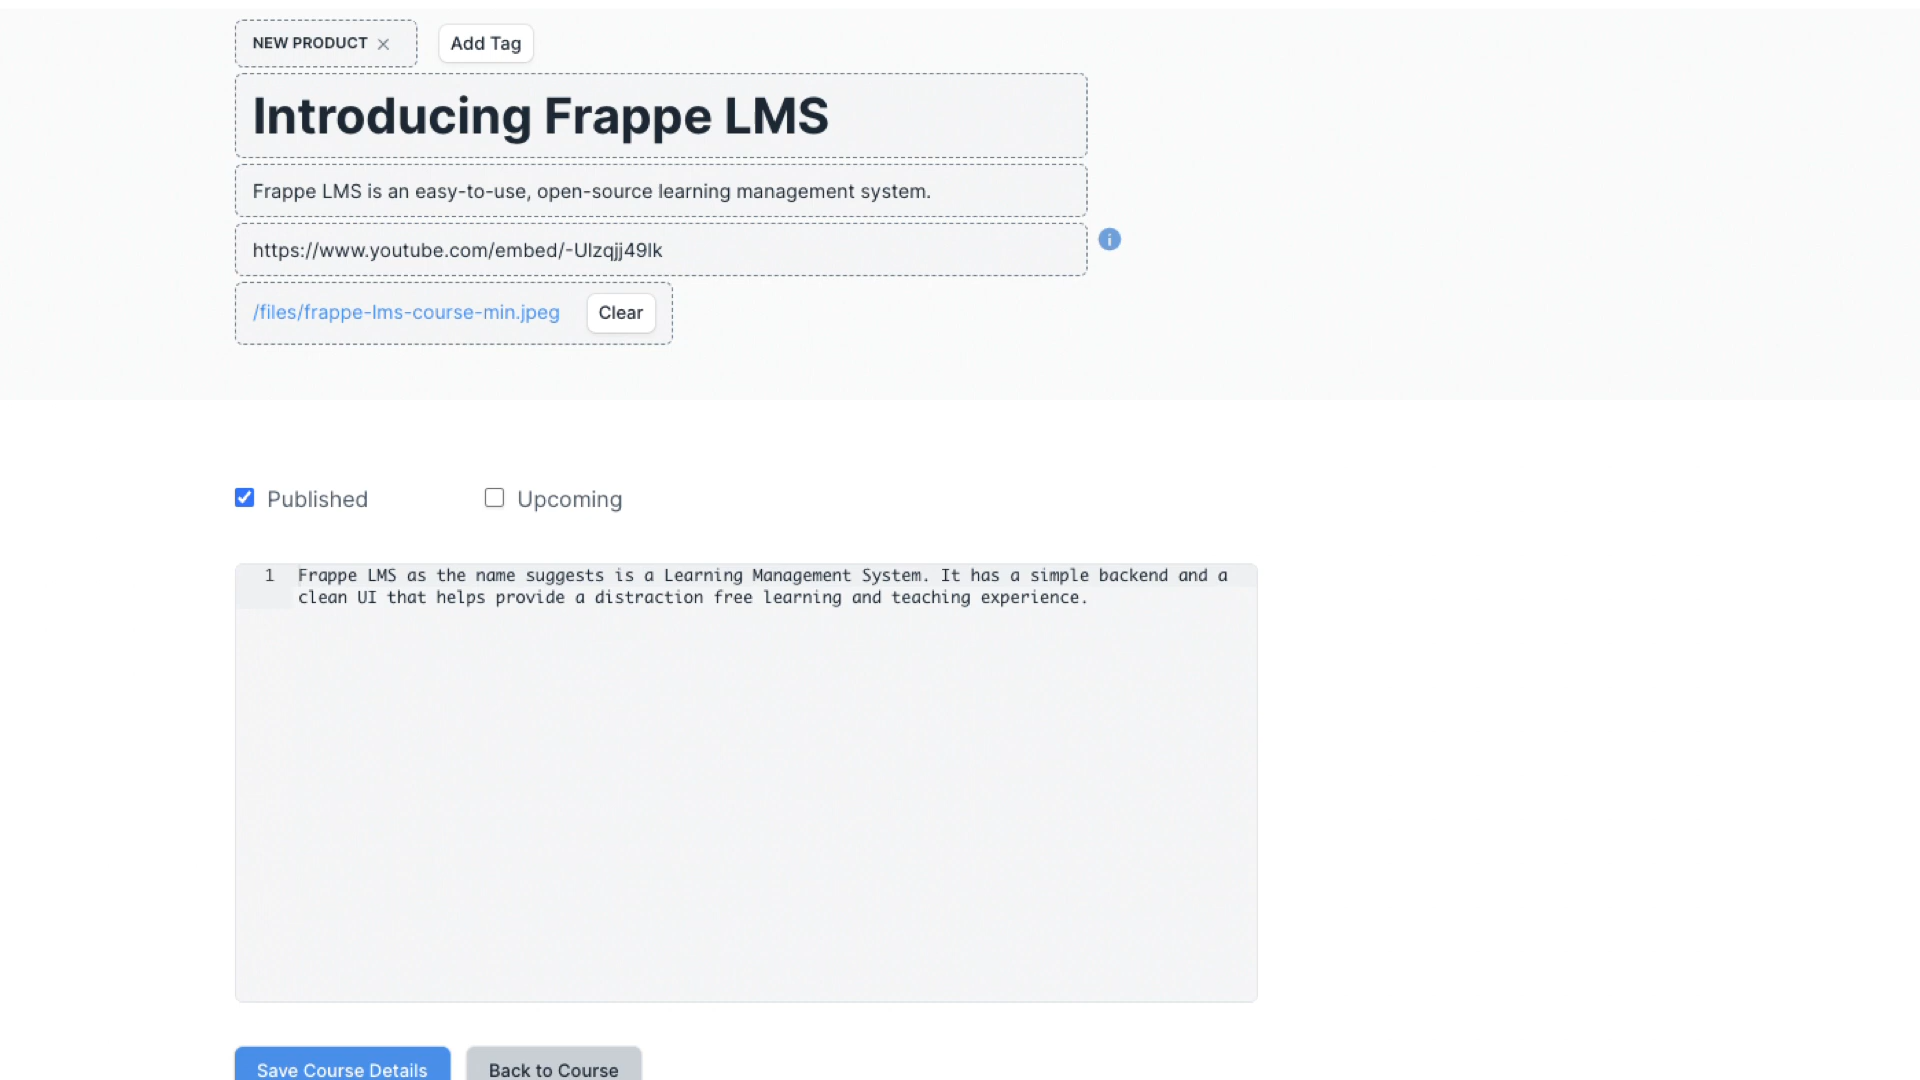 NEW PRODUCT ×
Add Tag
Introducing Frappe LMS
Frappe LMS is an easy-to-use, open-source learning management system.
https://www.youtube.com/embed/-UIzqjj49Ik
i
/files/frappe-lms-course-min.jpeg
Clear
Published
Upcoming
1
Frappe LMS as the name suggests is a Learning Management System. It has a simple backend and a
clean UI that helps provide a distraction free learning and teaching experience.
Save Course Details
Back to Course